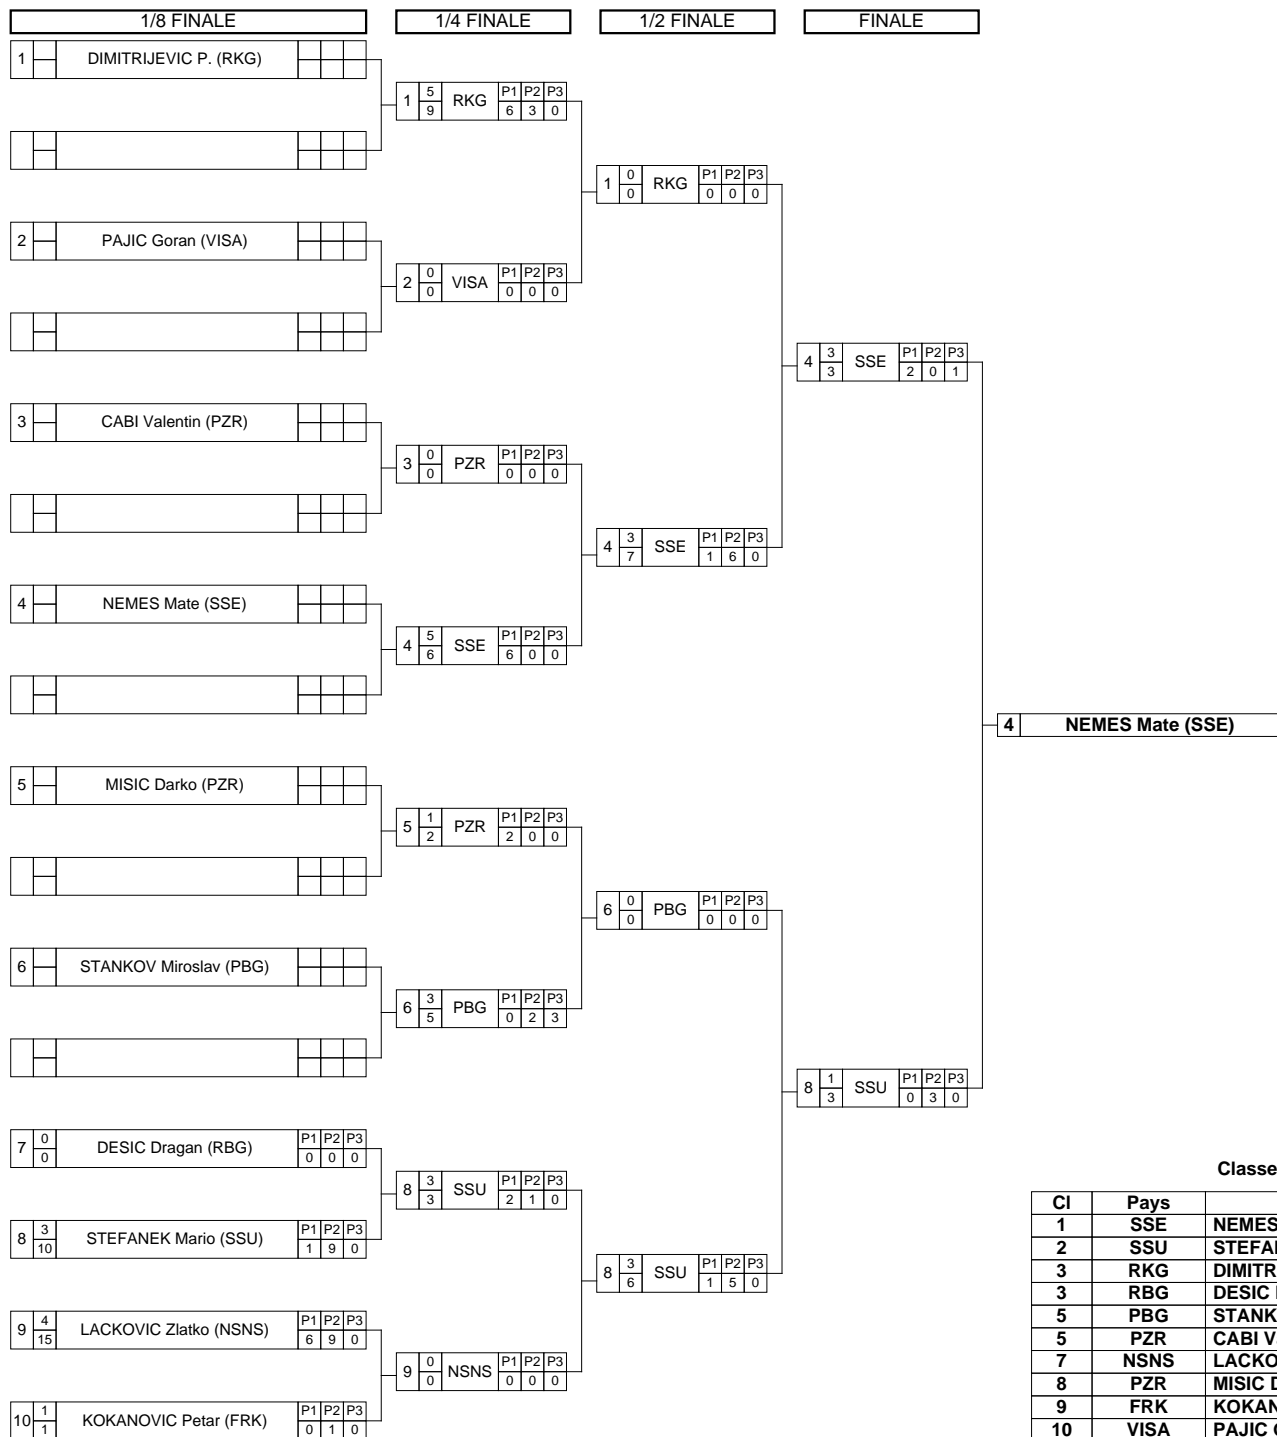 1/8 FINALE 1/4 FINALE 1/2 FINALE FINALE
1 DIMITRIJEVIC P. (RKG)
1 5 9 RKG P1 P2 P3 6 3 0
1 0 0 RKG P1 P2 P3 0 0 0
2 PAJIC Goran (VISA)
2 0 0 VISA P1 P2 P3 0 0 0
4 3 3 SSE P1 P2 P3 2 0 1
3 CABI Valentin (PZR)
3 0 0 PZR P1 P2 P3 0 0 0
4 3 7 SSE P1 P2 P3 1 6 0
4 NEMES Mate (SSE)
4 5 6 SSE P1 P2 P3 6 0 0
4 NEMES Mate (SSE)
5 MISIC Darko (PZR)
5 1 2 PZR P1 P2 P3 2 0 0
6 0 0 PBG P1 P2 P3 0 0 0
6 STANKOV Miroslav (PBG)
6 3 5 PBG P1 P2 P3 0 2 3
8 1 3 SSU P1 P2 P3 0 3 0
7 0 0 DESIC Dragan (RBG) P1 P2 P3 0 0 0
8 3 3 SSU P1 P2 P3 2 1 0
8 3 10 STEFANEK Mario (SSU) P1 P2 P3 1 9 0
8 3 6 SSU P1 P2 P3 1 5 0
9 4 15 LACKOVIC Zlatko (NSNS) P1 P2 P3 6 9 0
9 0 0 NSNS P1 P2 P3 0 0 0
10 1 1 KOKANOVIC Petar (FRK) P1 P2 P3 0 1 0
Classe
Cl Pays
1 SSE NEMES
2 SSU STEFA
3 RKG DIMITR
3 RBG DESIC
5 PBG STANK
5 PZR CABI V
7 NSNS LACKO
8 PZR MISIC
9 FRK KOKAN
10 VISA PAJIC